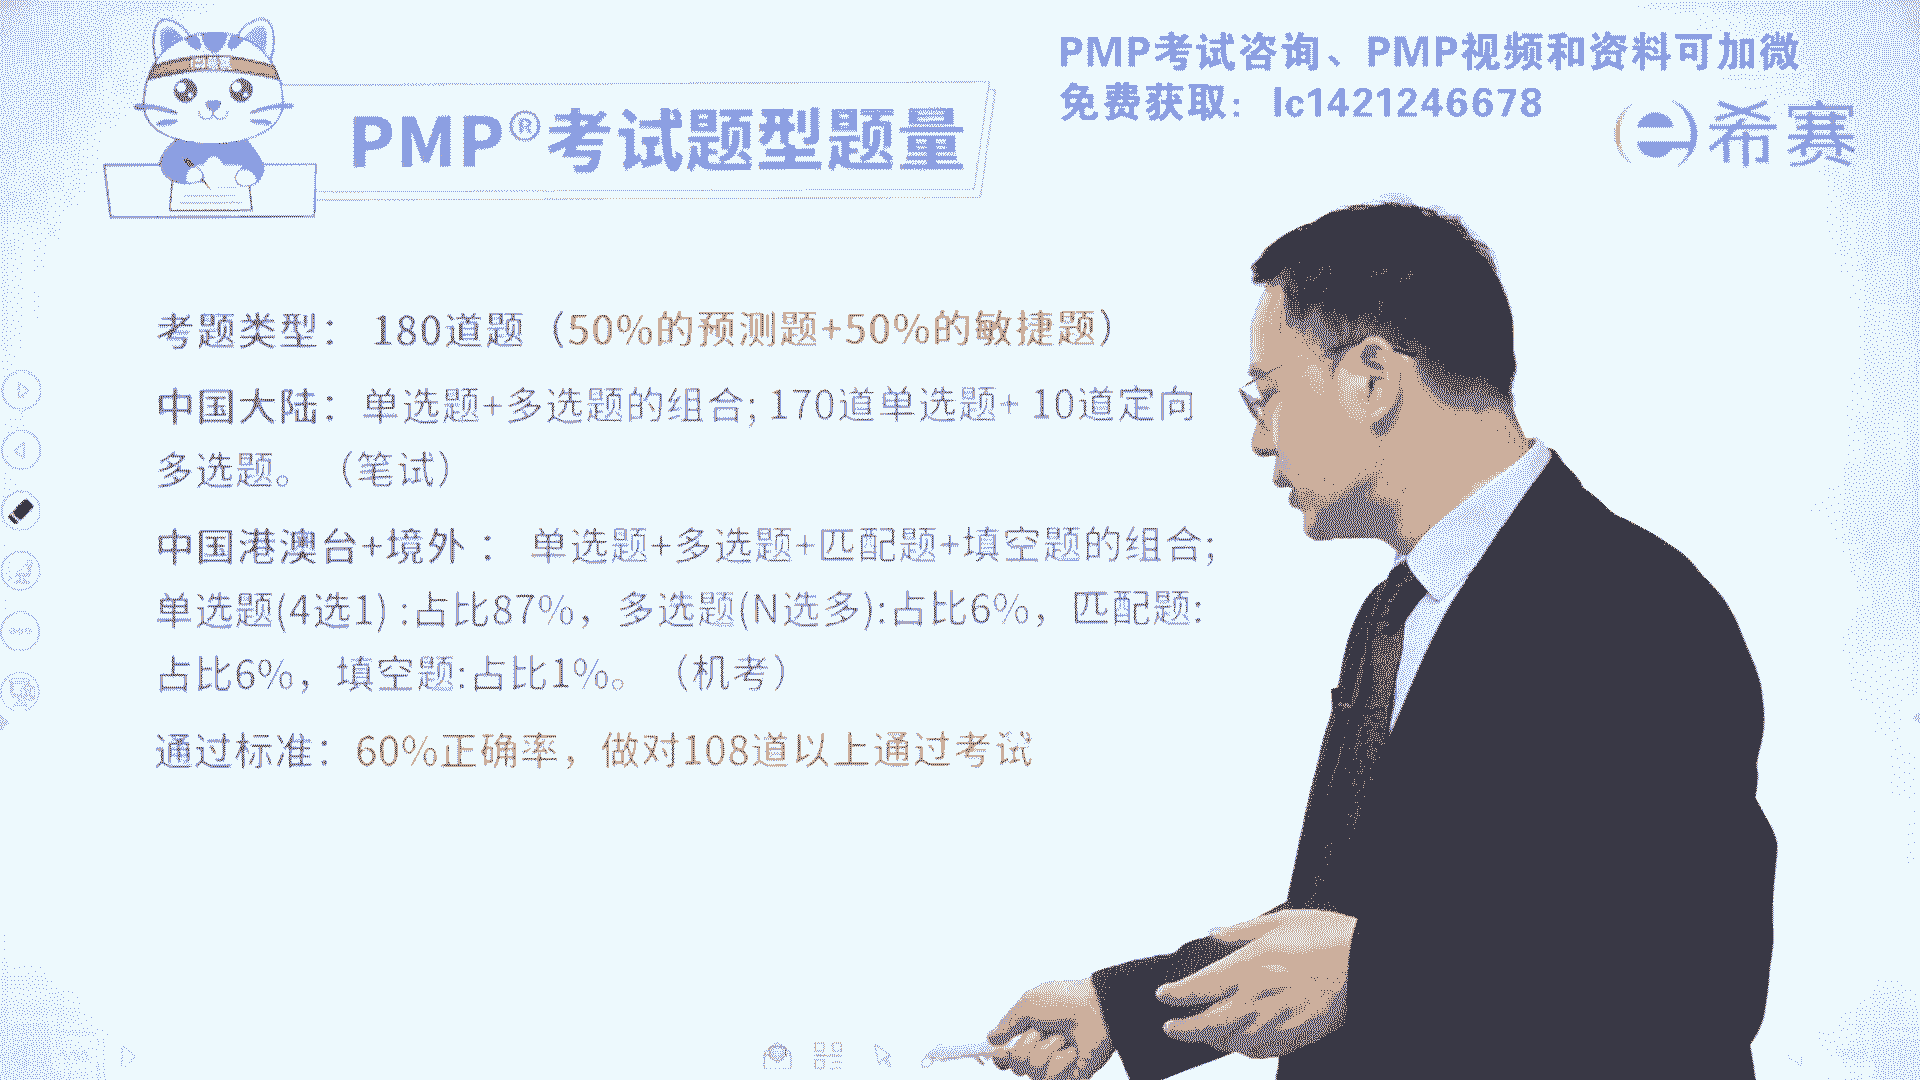 PMP考试咨询、PMP视频和资料可加微
免费获取：lc1421246678
希赛
PMP®考试题型题量
考题类型： 180道题（50%的预测题+50%的敏捷题）
中国大陆：单选题+多选题的组合; 170道单选题+ 10道定向
多选题。（笔试）
中国港澳台+境外 ： 单选题+多选题+匹配题+填空题的组合;
单选题(4选1) :占比87%，多选题(N选多):占比6%，匹配题:
占比6%，填空题:占比1%。（机考）
通过标准：60%正确率，做对108道以上通过考试